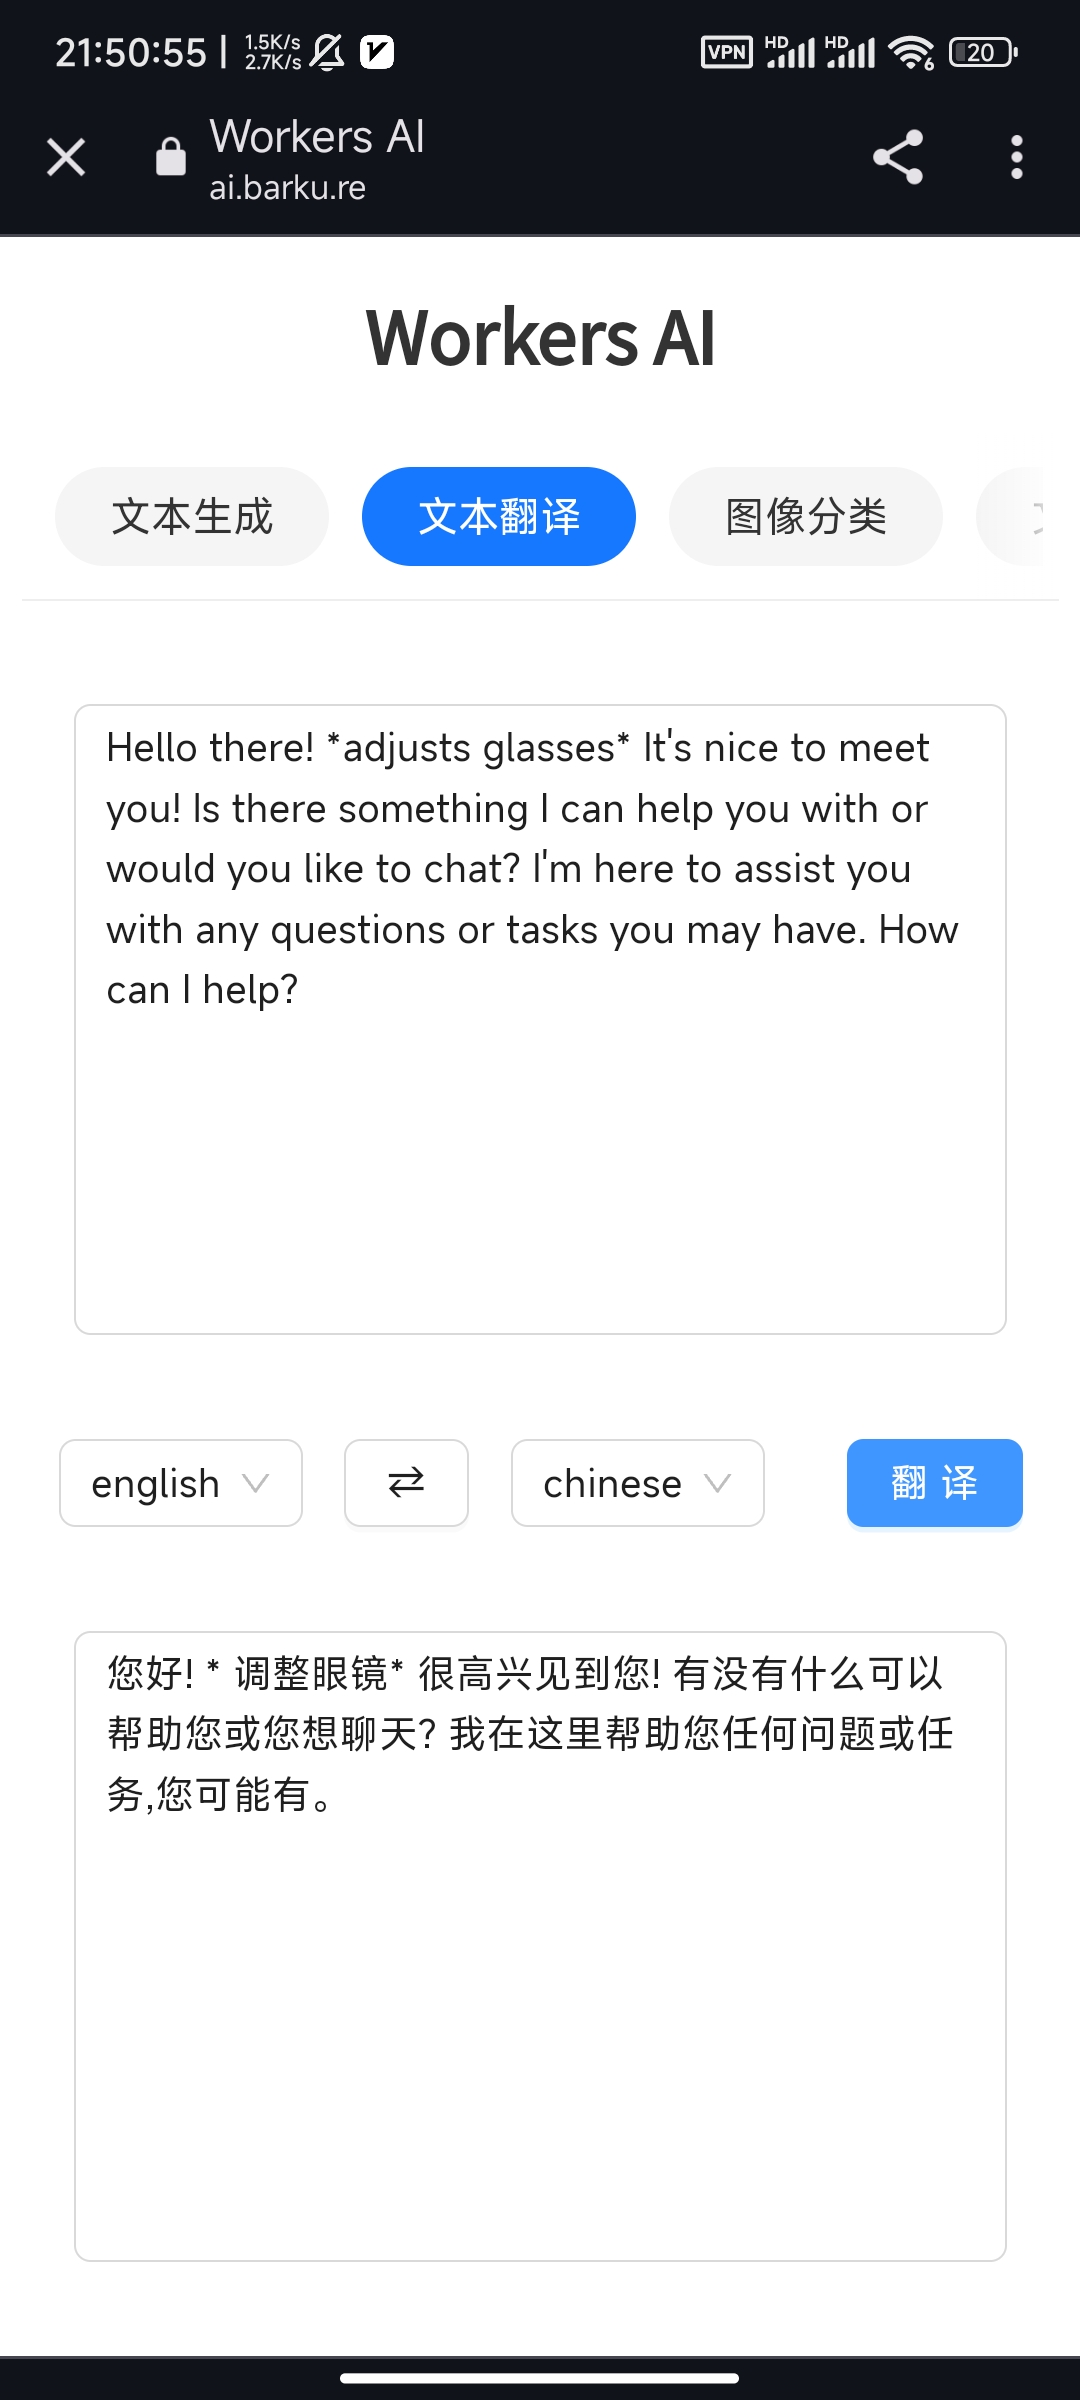 21:50:55 | 1.5K/s 2.7K/s VPN HD HD 6 20
Workers AI
ai.barku.re
Workers AI
文本生成 文本翻译 图像分类
Hello there! *adjusts glasses* It's nice to meet
you! Is there something I can help you with or
would you like to chat? I'm here to assist you
with any questions or tasks you may have. How
can I help?
english chinese 翻 译
您好! * 调整眼镜* 很高兴见到您! 有没有什么可以
帮助您或您想聊天? 我在这里帮助您任何问题或任
务,您可能有。